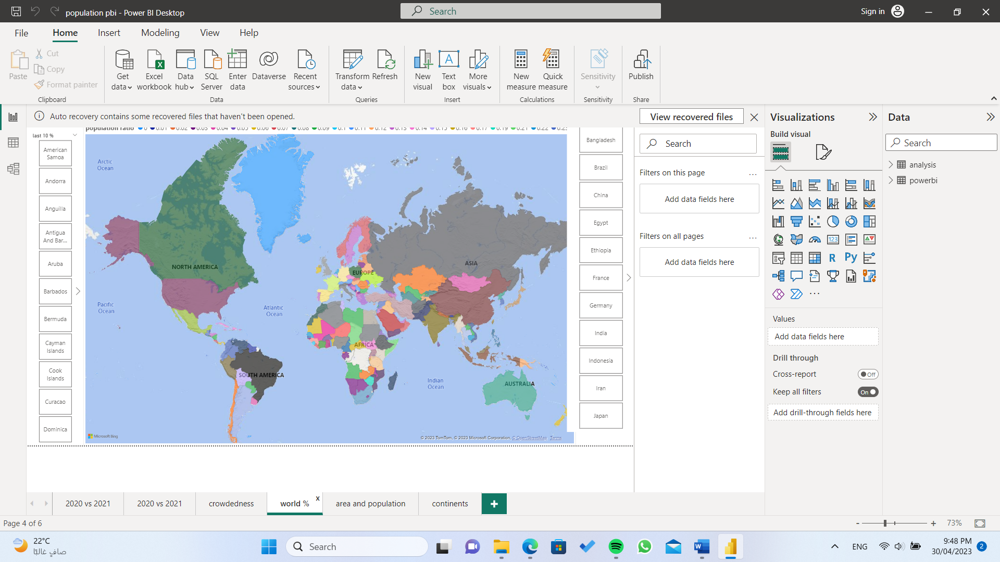 population pbi - Power BI Desktop
Search
Sign in
File
Home
Insert
Modeling
View
Help
Paste
Cut
Copy
Format painter
Clipboard
Get data
Excel workbook
Data hub
SQL Server
Enter data
Dataverse
Recent sources
Data
Transform data
Refresh
Queries
New visual
Text box
More visuals
Insert
New measure
Quick measure
Calculations
Sensitivity
Sensitivity
Publish
Share
Auto recovery contains some recovered files that haven't been opened.
View recovered files
population ratio 0 0.01 0.02 0.03 0.04 0.05 0.06 0.07 0.08 0.09 0.1 0.11 0.12 0.13 0.14 0.15 0.16 0.17 0.19 0.21 0.22
last 10 %
American
Samoa
Andorra
Anguilla
Antigua
And Bar...
Aruba
Barbados
Bermuda
Cayman
Islands
Cook
Islands
Curacao
Dominica
Arctic
Ocean
NORTH AMERICA
Pacific
Ocean
Atlantic
Ocean
EUROPE
ASIA
AFRICA
SOUTH AMERICA
Indian
Ocean
AUSTRALIA
Microsoft Bing
© 2023 TomTom, © 2023 Microsoft Corporation, © OpenStreetMap Terms
Bangladesh
Brazil
China
Egypt
Ethiopia
France
Germany
India
Indonesia
Iran
Japan
Search
Filters on this page
...
Add data fields here
Filters on all pages
...
Add data fields here
Visualizations
Build visual
123
R
Py
...
Values
Add data fields here
Drill through
Cross-report
Off
Keep all filters
On
Add drill-through fields here
Data
Search
analysis
powerbi
2020 vs 2021
2020 vs 2021
crowdedness
world %
x
area and population
continents
+
Page 4 of 6
- + 73%
22°C
صافٍ غالبًا
Search
ENG
9:48 PM
30/04/2023
2